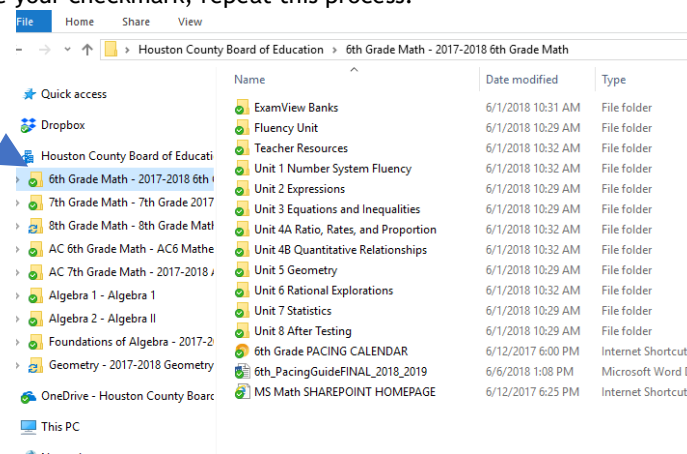 e your checkmark, repeat this process.
File Home Share View
Houston County Board of Education › 6th Grade Math - 2017-2018 6th Grade Math
Name Date modified Type
Quick access
Dropbox
Houston County Board of Educati
6th Grade Math - 2017-2018 6th
7th Grade Math - 7th Grade 2017
8th Grade Math - 8th Grade Mat
AC 6th Grade Math - AC6 Mathe
AC 7th Grade Math - 2017-2018
Algebra 1 - Algebra 1
Algebra 2 - Algebra II
Foundations of Algebra - 2017-2
Geometry - 2017-2018 Geometry
OneDrive - Houston County Board
This PC
ExamView Banks 6/1/2018 10:31 AM File folder
Fluency Unit 6/1/2018 10:29 AM File folder
Teacher Resources 6/1/2018 10:32 AM File folder
Unit 1 Number System Fluency 6/1/2018 10:32 AM File folder
Unit 2 Expressions 6/1/2018 10:29 AM File folder
Unit 3 Equations and Inequalities 6/1/2018 10:29 AM File folder
Unit 4A Ratio, Rates, and Proportion 6/1/2018 10:32 AM File folder
Unit 4B Quantitative Relationships 6/1/2018 10:32 AM File folder
Unit 5 Geometry 6/1/2018 10:29 AM File folder
Unit 6 Rational Explorations 6/1/2018 10:32 AM File folder
Unit 7 Statistics 6/1/2018 10:29 AM File folder
Unit 8 After Testing 6/1/2018 10:29 AM File folder
6th Grade PACING CALENDAR 6/12/2017 6:00 PM Internet Shortcut
6th_PacingGuideFINAL_2018_2019 6/6/2018 1:08 PM Microsoft Word
MS Math SHAREPOINT HOMEPAGE 6/12/2017 6:25 PM Internet Shortcut